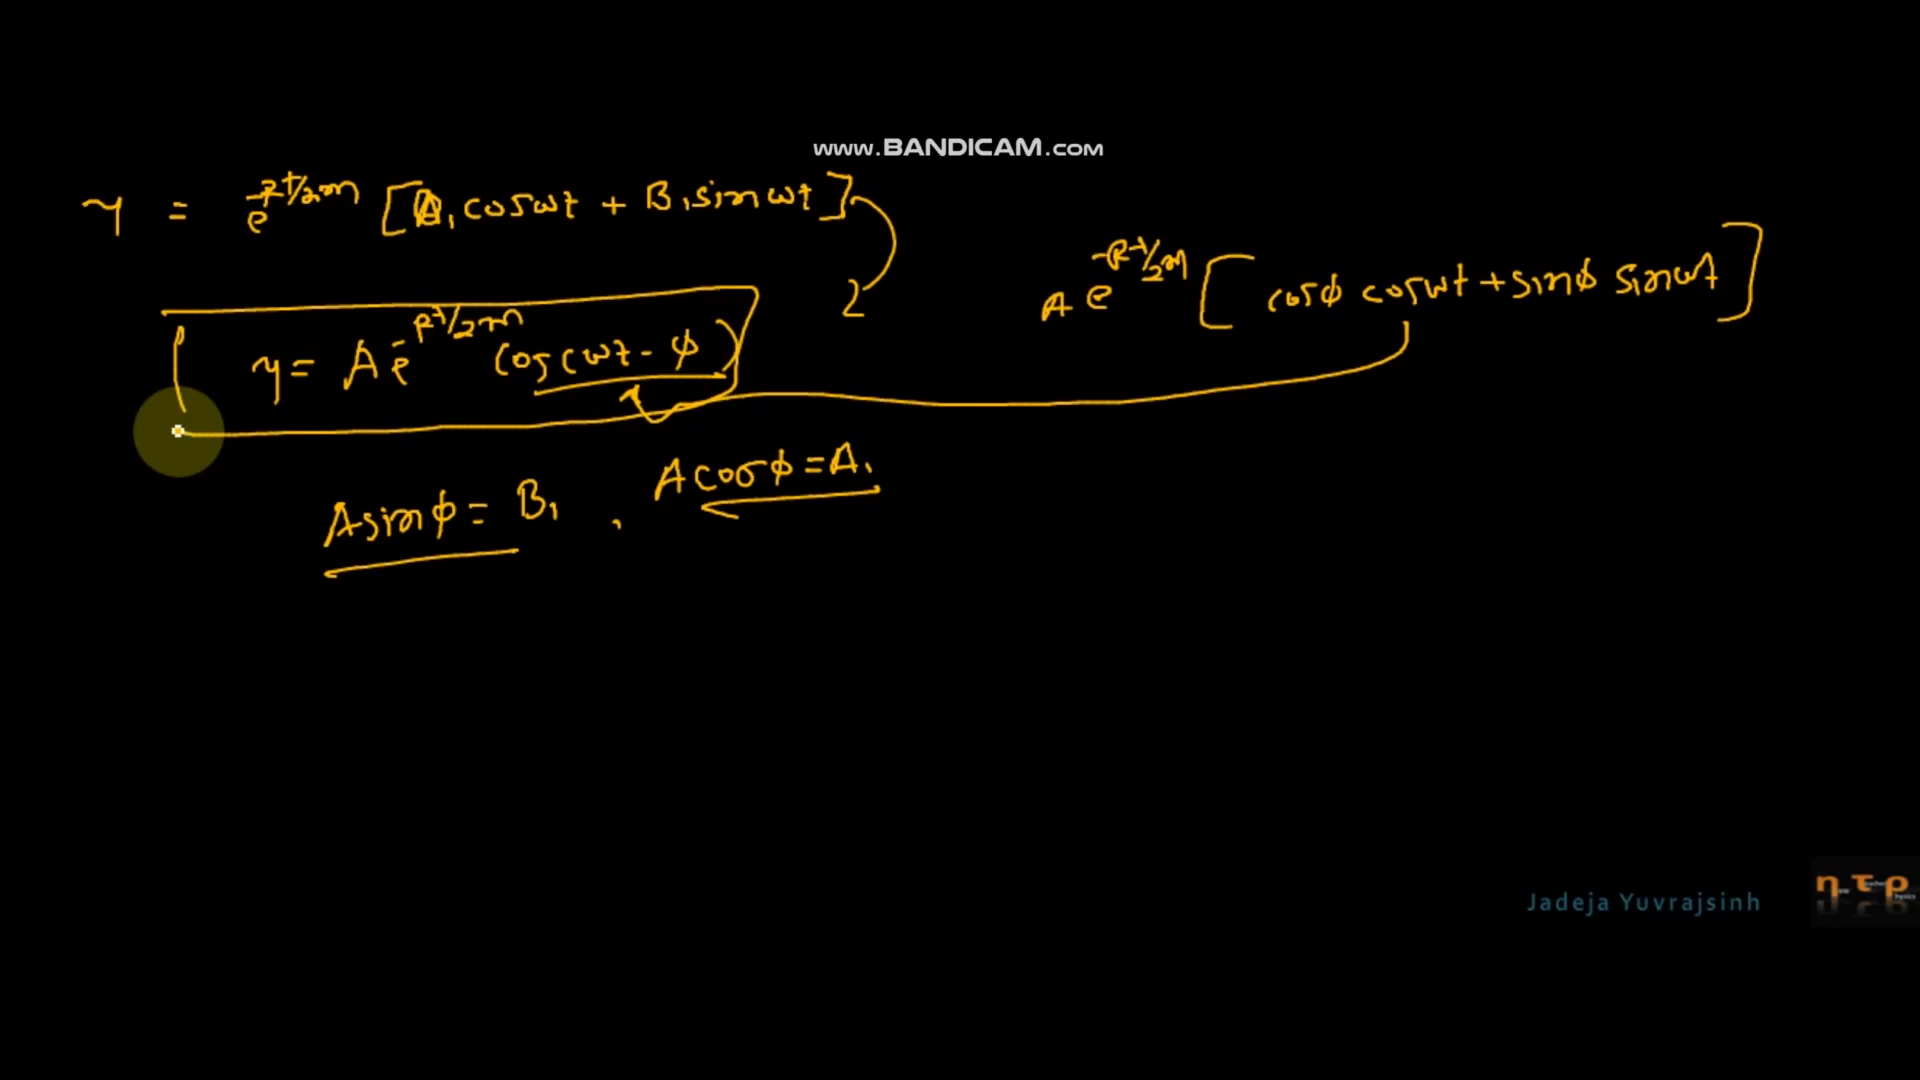 www.BANDICAM.com
y = e^{-Rt/2m} [A₁ cosωt + B₁ sinωt]
A e^{-Rt/2m} [cosφ cosωt + sinφ sinωt]
y = A e^{-Rt/2m} cos(ωt - φ)
A sinφ = B₁ , A cosφ = A₁
Jadeja Yuvrajsinh
ητρ